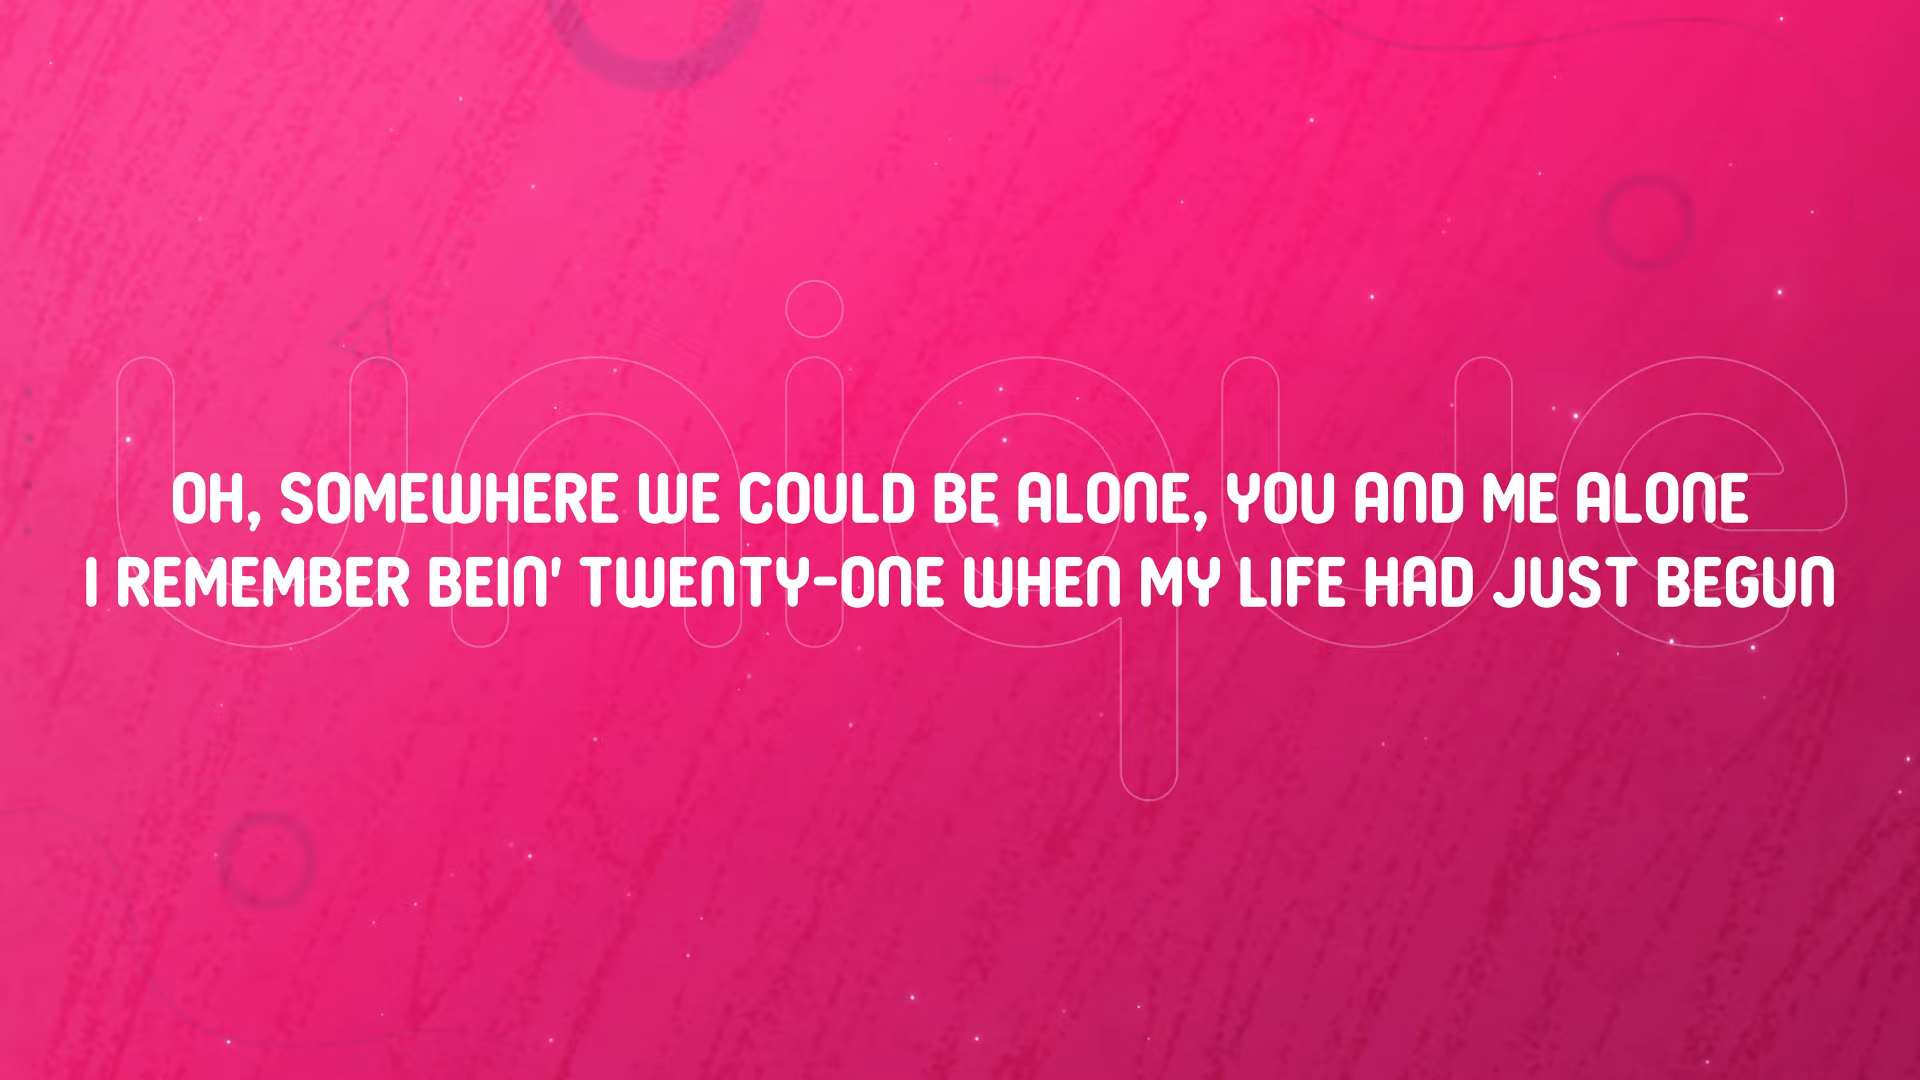 unique
OH, SOMEWHERE WE COULD BE ALONE, YOU AND ME ALONE
I REMEMBER BEIN' TWENTY-ONE WHEN MY LIFE HAD JUST BEGUN